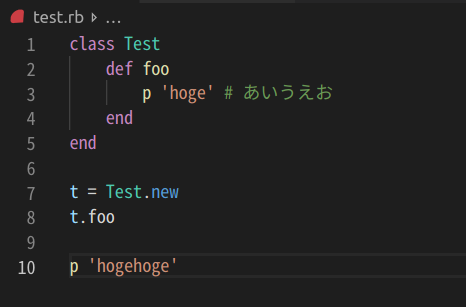 test.rb > ...
1 class Test
2     def foo
3         p 'hoge' # あいうえお
4     end
5 end
6
7 t = Test.new
8 t.foo
9
10 p 'hogehoge'